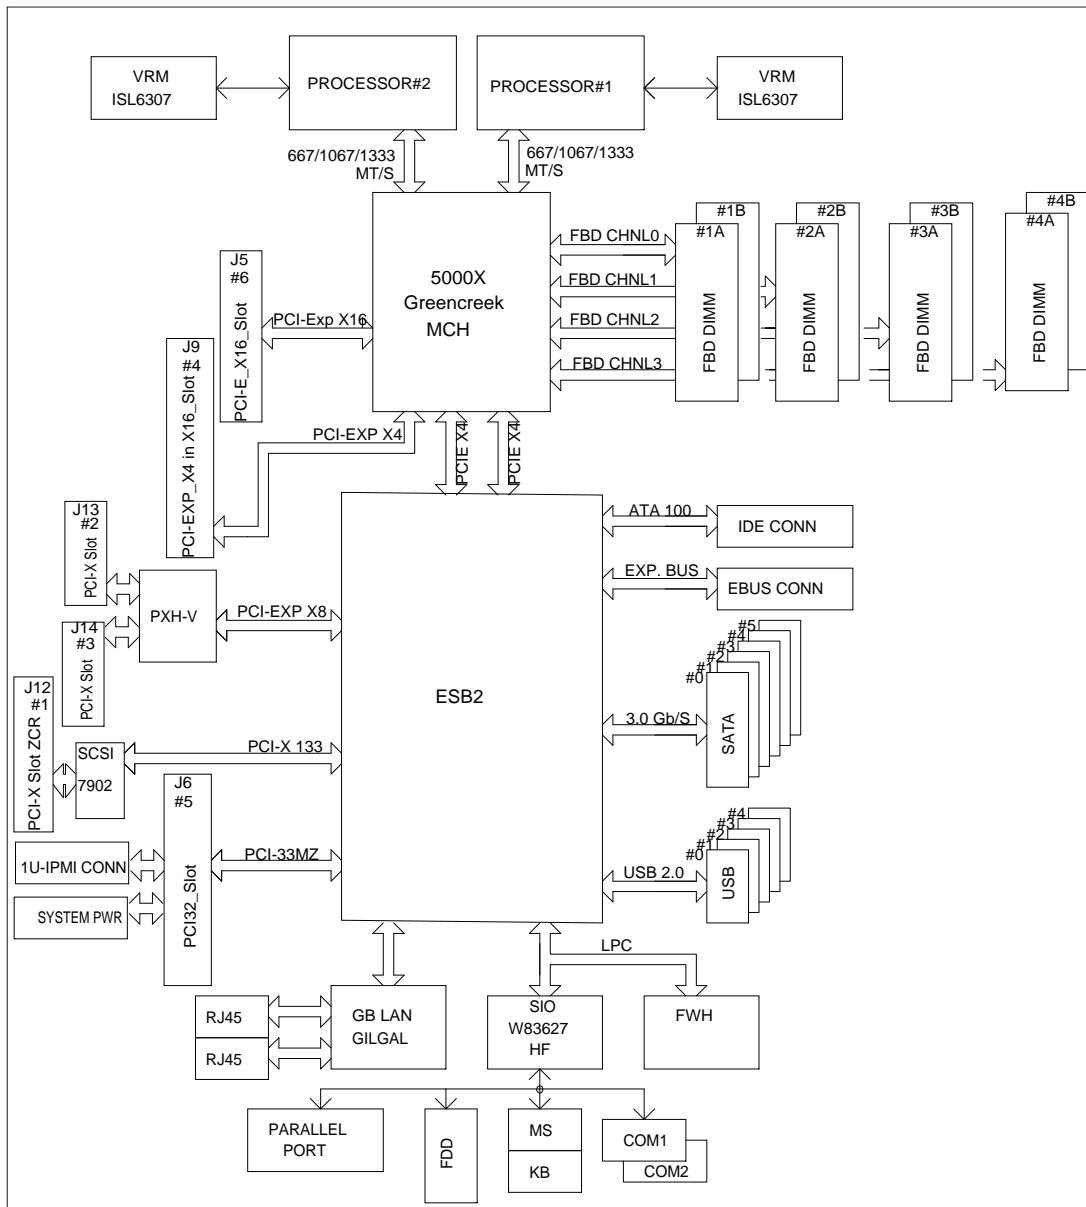 VRM
ISL6307
PROCESSOR#2
PROCESSOR#1
VRM
ISL6307
667/1067/1333
MT/S
667/1067/1333
MT/S
#1B
#2B
#3B
#4B
#1A
#2A
#3A
#4A
FBD CHNL0
FBD CHNL1
FBD CHNL2
FBD CHNL3
FBD DIMM
FBD DIMM
FBD DIMM
FBD DIMM
5000X
Greencreek
MCH
J5
#6
PCI-E_X16_Slot
PCI-Exp X16
J9
#4
PCI-EXP_X4 in X16_Slot
PCI-EXP X4
PCIE X4
PCIE X4
J13
#2
PCI-X Slot
PXH-V
PCI-EXP X8
J14
#3
PCI-X Slot
J12
#1
PCI-X Slot ZCR
SCSI
7902
PCI-X 133
ESB2
ATA 100
IDE CONN
EXP. BUS
EBUS CONN
#5
#4
#3
#2
#1
#0
3.0 Gb/S
SATA
J6
#5
PCI32_Slot
1U-IPMI CONN
SYSTEM PWR
PCI-33MZ
#4
#3
#2
#1
#0
USB 2.0
USB
LPC
RJ45
RJ45
GB LAN
GILGAL
SIO
W83627
HF
FWH
PARALLEL
PORT
FDD
MS
KB
COM1
COM2